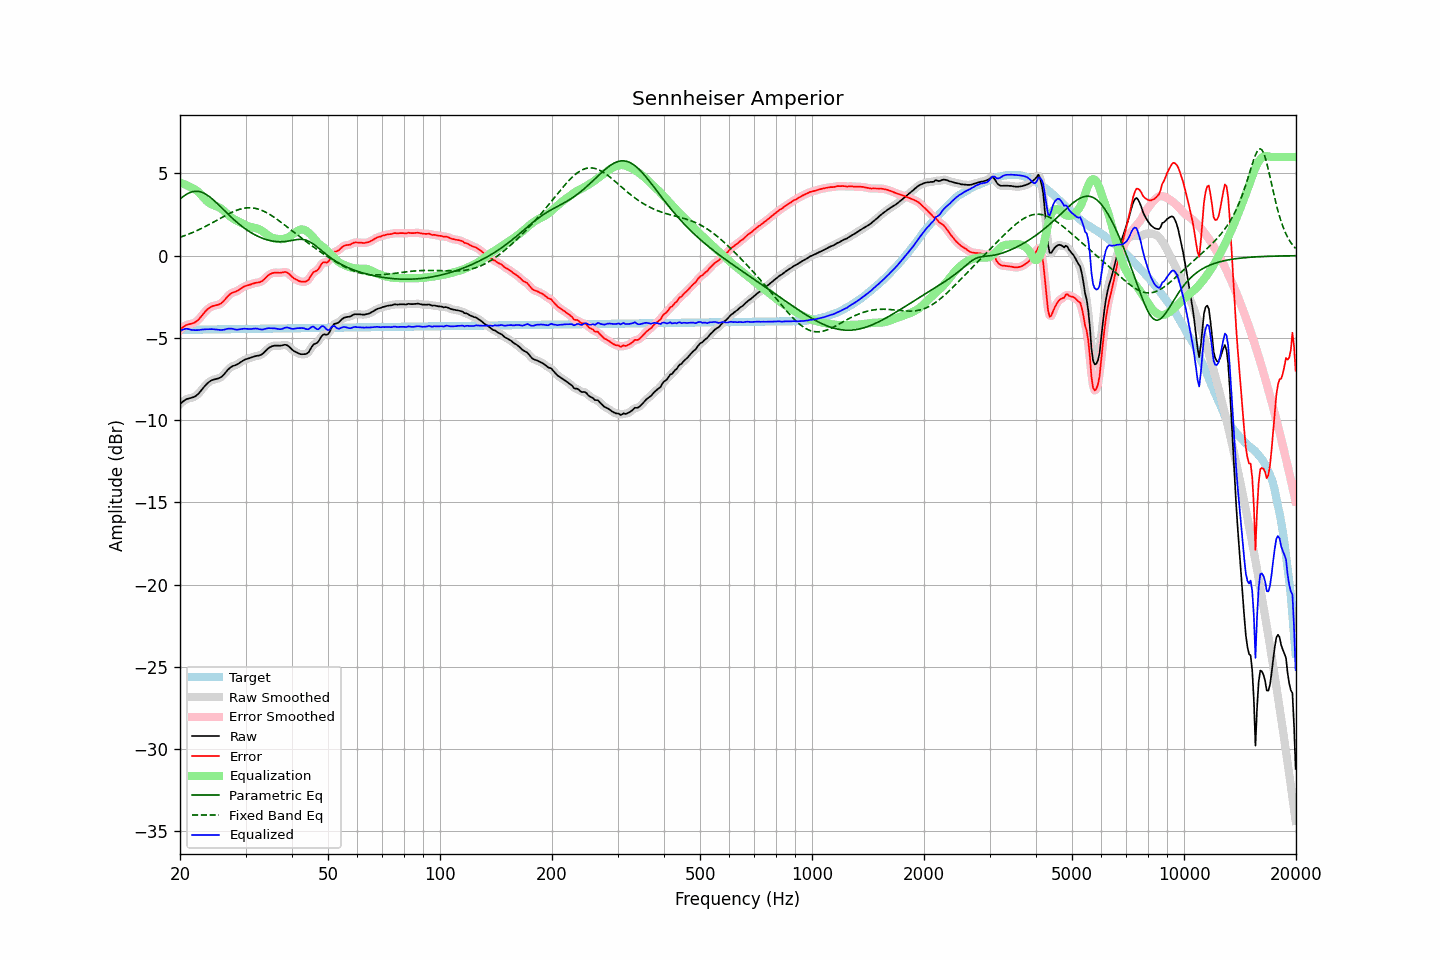 Sennheiser Amperior
Amplitude (dBr)
5
0
−5
−10
−15
−20
−25
−30
−35
Target
Raw Smoothed
Error Smoothed
Raw
Error
Equalization
Parametric Eq
Fixed Band Eq
Equalized
20 50 100 200 500 1000 2000 5000 10000 20000
Frequency (Hz)